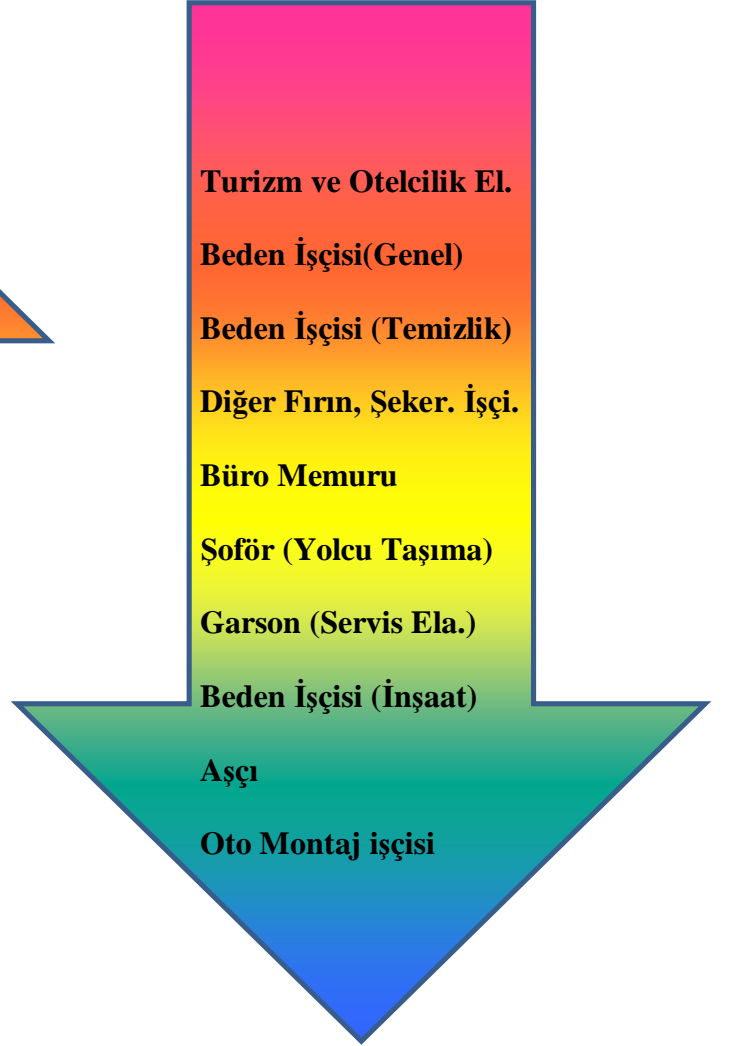 Turizm ve Otelcilik El.
Beden İşçisi(Genel)
Beden İşçisi (Temizlik)
Diğer Fırın, Şeker. İşçi.
Büro Memuru
Şoför (Yolcu Taşıma)
Garson (Servis Ela.)
Beden İşçisi (İnşaat)
Aşçı
Oto Montaj işçisi